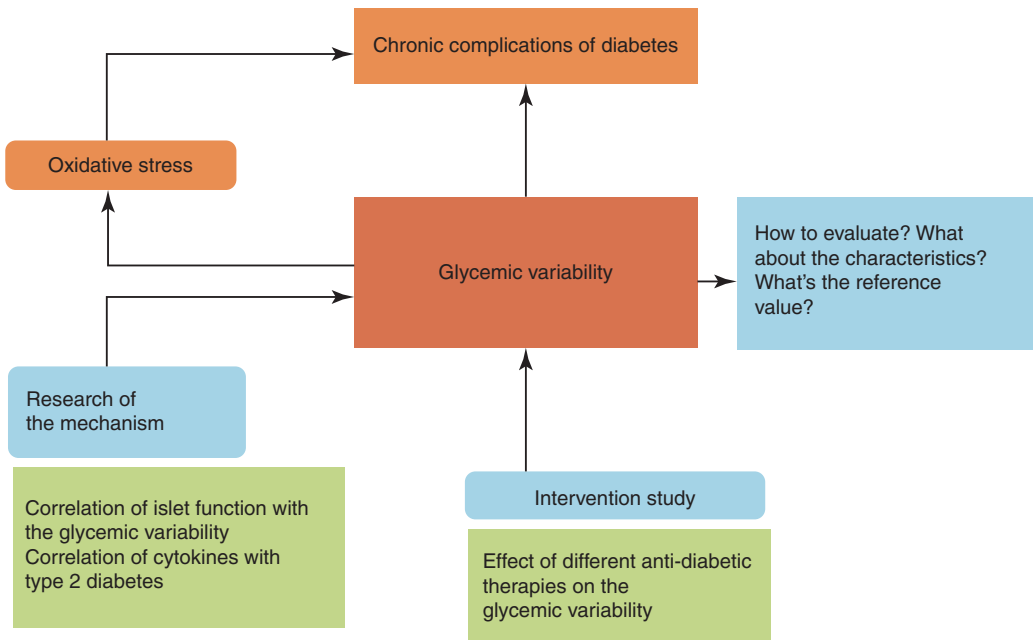 Chronic complications of diabetes
Oxidative stress
Glycemic variability
How to evaluate? What
about the characteristics?
What's the reference
value?
Research of
the mechanism
Correlation of islet function with
the glycemic variability
Correlation of cytokines with
type 2 diabetes
Intervention study
Effect of different anti-diabetic
therapies on the
glycemic variability